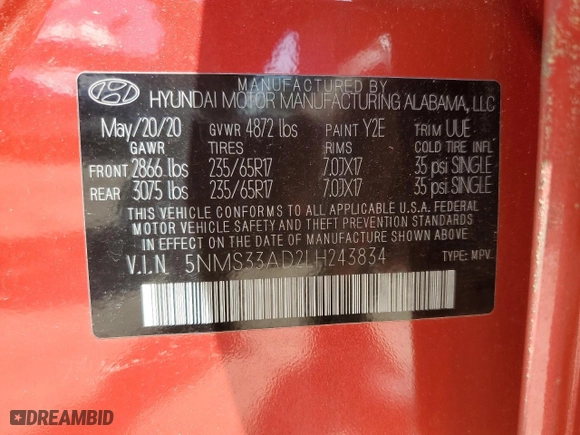 MANUFACTURED BY
HYUNDAI MOTOR MANUFACTURING ALABAMA, LLC
May/20/20 GVWR 4872 lbs PAINT Y2E TRIM UUE
GAWR TIRES RIMS COLD TIRE INFL
FRONT 2866 lbs 235/65R17 7.0JX17 35 psi SINGLE
REAR 3075 lbs 235/65R17 7.0JX17 35 psi SINGLE
THIS VEHICLE CONFORMS TO ALL APPLICABLE U.S.A. FEDERAL
MOTOR VEHICLE SAFETY AND THEFT PREVENTION STANDARDS
IN EFFECT ON THE DATE OF MANUFACTURE SHOWN ABOVE.
V.I.N 5NMS33AD2LH243834 TYPE: MPV
DREAMBID